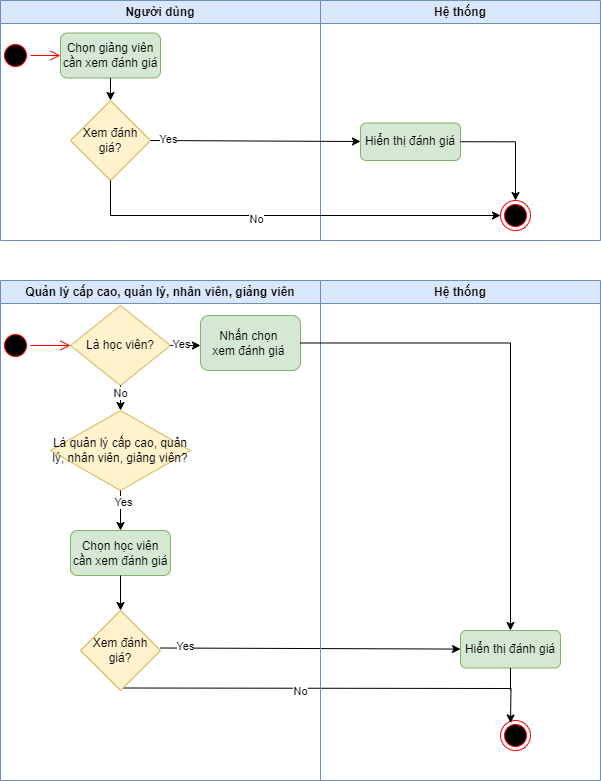 Người dùng
Hệ thống
Chọn giảng viên
cần xem đánh giá
Xem đánh
giá?
Yes
Hiển thị đánh giá
No
Quản lý cấp cao, quản lý, nhân viên, giảng viên
Hệ thống
Là học viên?
Yes
Nhấn chọn
xem đánh giá
No
Là quản lý cấp cao, quản
lý, nhân viên, giảng viên?
Yes
Chọn học viên
cần xem đánh giá
Xem đánh
giá?
Yes
Hiển thị đánh giá
No